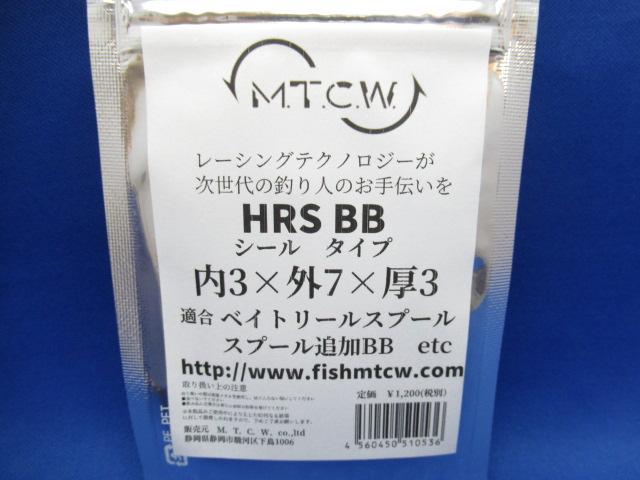 M.T.C.W.
レーシングテクノロジーが
次世代の釣り人のお手伝いを
HRS BB
シール タイプ
内3×外7×厚3
適合 ベイトリールスプール
スプール追加BB etc
http://www.fishmtcw.com
取り扱い上の注意
定価 ¥1,200(税別)
販売元 M. T. C. W. co.,ltd
静岡県静岡市駿河区下島1006
4 560450 510536
PE PET